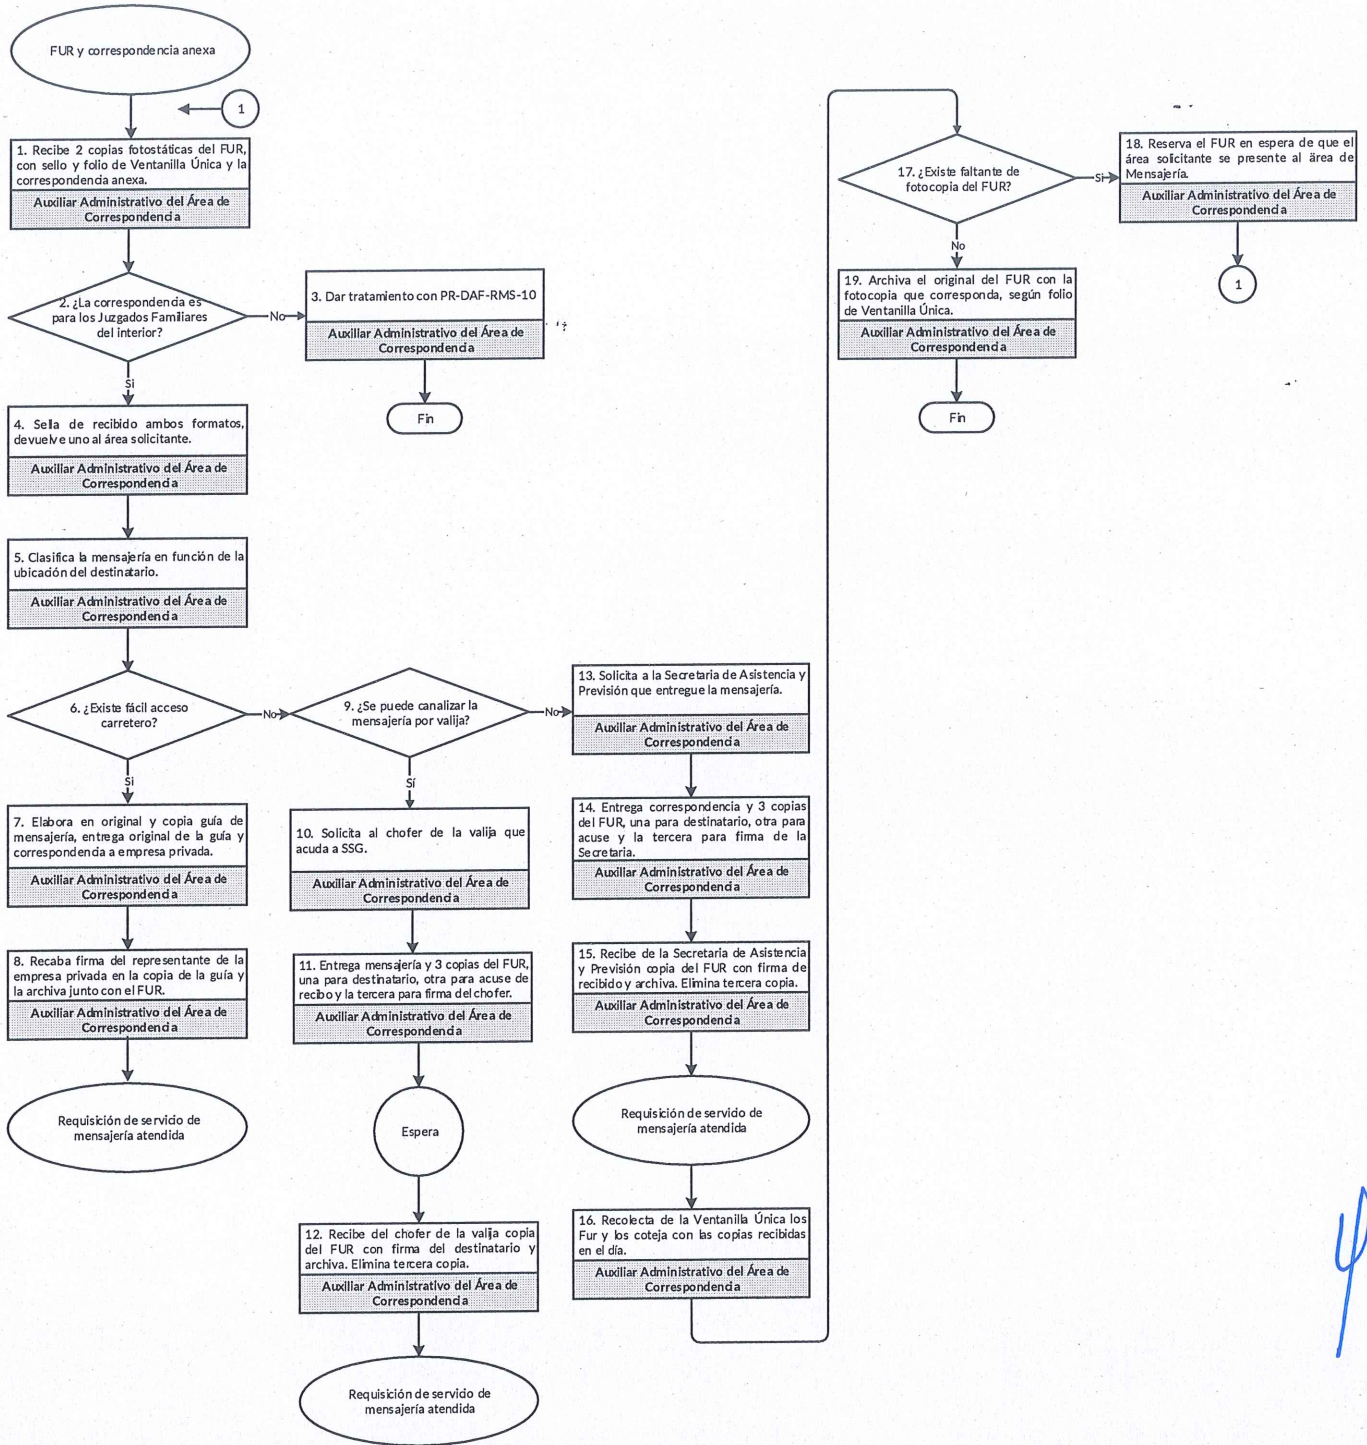 FUR y correspondencia anexa
1
1. Recibe 2 copias fotostáticas del FUR,
con sello y folio de Ventanilla Única y la
correspondencia anexa.
Auxiliar Administrativo del Área de
Correspondencia
2. ¿La correspondencia es
para los Juzgados Familiares
del interior?
No
3. Dar tratamiento con PR-DAF-RMS-10
Auxiliar Administrativo del Área de
Correspondencia
Fin
Si
4. Sella de recibido ambos formatos,
devuelve uno al área solicitante.
Auxiliar Administrativo del Área de
Correspondencia
5. Clasifica la mensajería en función de la
ubicación del destinatario.
Auxiliar Administrativo del Área de
Correspondencia
6. ¿Existe fácil acceso
carretero?
No
Si
7. Elabora en original y copia guía de
mensajería, entrega original de la guía y
correspondencia a empresa privada.
Auxiliar Administrativo del Área de
Correspondencia
8. Recaba firma del representante de la
empresa privada en la copia de la guía y
la archiva junto con el FUR.
Auxiliar Administrativo del Área de
Correspondencia
Requisición de servicio de
mensajería atendida
9. ¿Se puede canalizar la
mensajería por valija?
No
Sí
10. Solicita al chofer de la valija que
acuda a SSG.
Auxiliar Administrativo del Área de
Correspondencia
11. Entrega mensajería y 3 copias del FUR,
una para destinatario, otra para acuse de
recibo y la tercera para firma del chofer.
Auxiliar Administrativo del Área de
Correspondencia
Espera
12. Recibe del chofer de la valija copia
del FUR con firma del destinatario y
archiva. Elimina tercera copia.
Auxiliar Administrativo del Área de
Correspondencia
Requisición de servicio de
mensajería atendida
13. Solicita a la Secretaria de Asistencia y
Previsión que entregue la mensajería.
Auxiliar Administrativo del Área de
Correspondencia
14. Entrega correspondencia y 3 copias
del FUR, una para destinatario, otra para
acuse y la tercera para firma de la
Secretaria.
Auxiliar Administrativo del Área de
Correspondencia
15. Recibe de la Secretaria de Asistencia
y Previsión copia del FUR con firma de
recibido y archiva. Elimina tercera copia.
Auxiliar Administrativo del Área de
Correspondencia
Requisición de servicio de
mensajería atendida
16. Recolecta de la Ventanilla Única los
Fur y los coteja con las copias recibidas
en el día.
Auxiliar Administrativo del Área de
Correspondencia
17. ¿Existe faltante de
fotocopia del FUR?
Si
18. Reserva el FUR en espera de que el
área solicitante se presente al área de
Mensajería.
Auxiliar Administrativo del Área de
Correspondencia
1
No
19. Archiva el original del FUR con la
fotocopia que corresponda, según folio
de Ventanilla Única.
Auxiliar Administrativo del Área de
Correspondencia
Fin